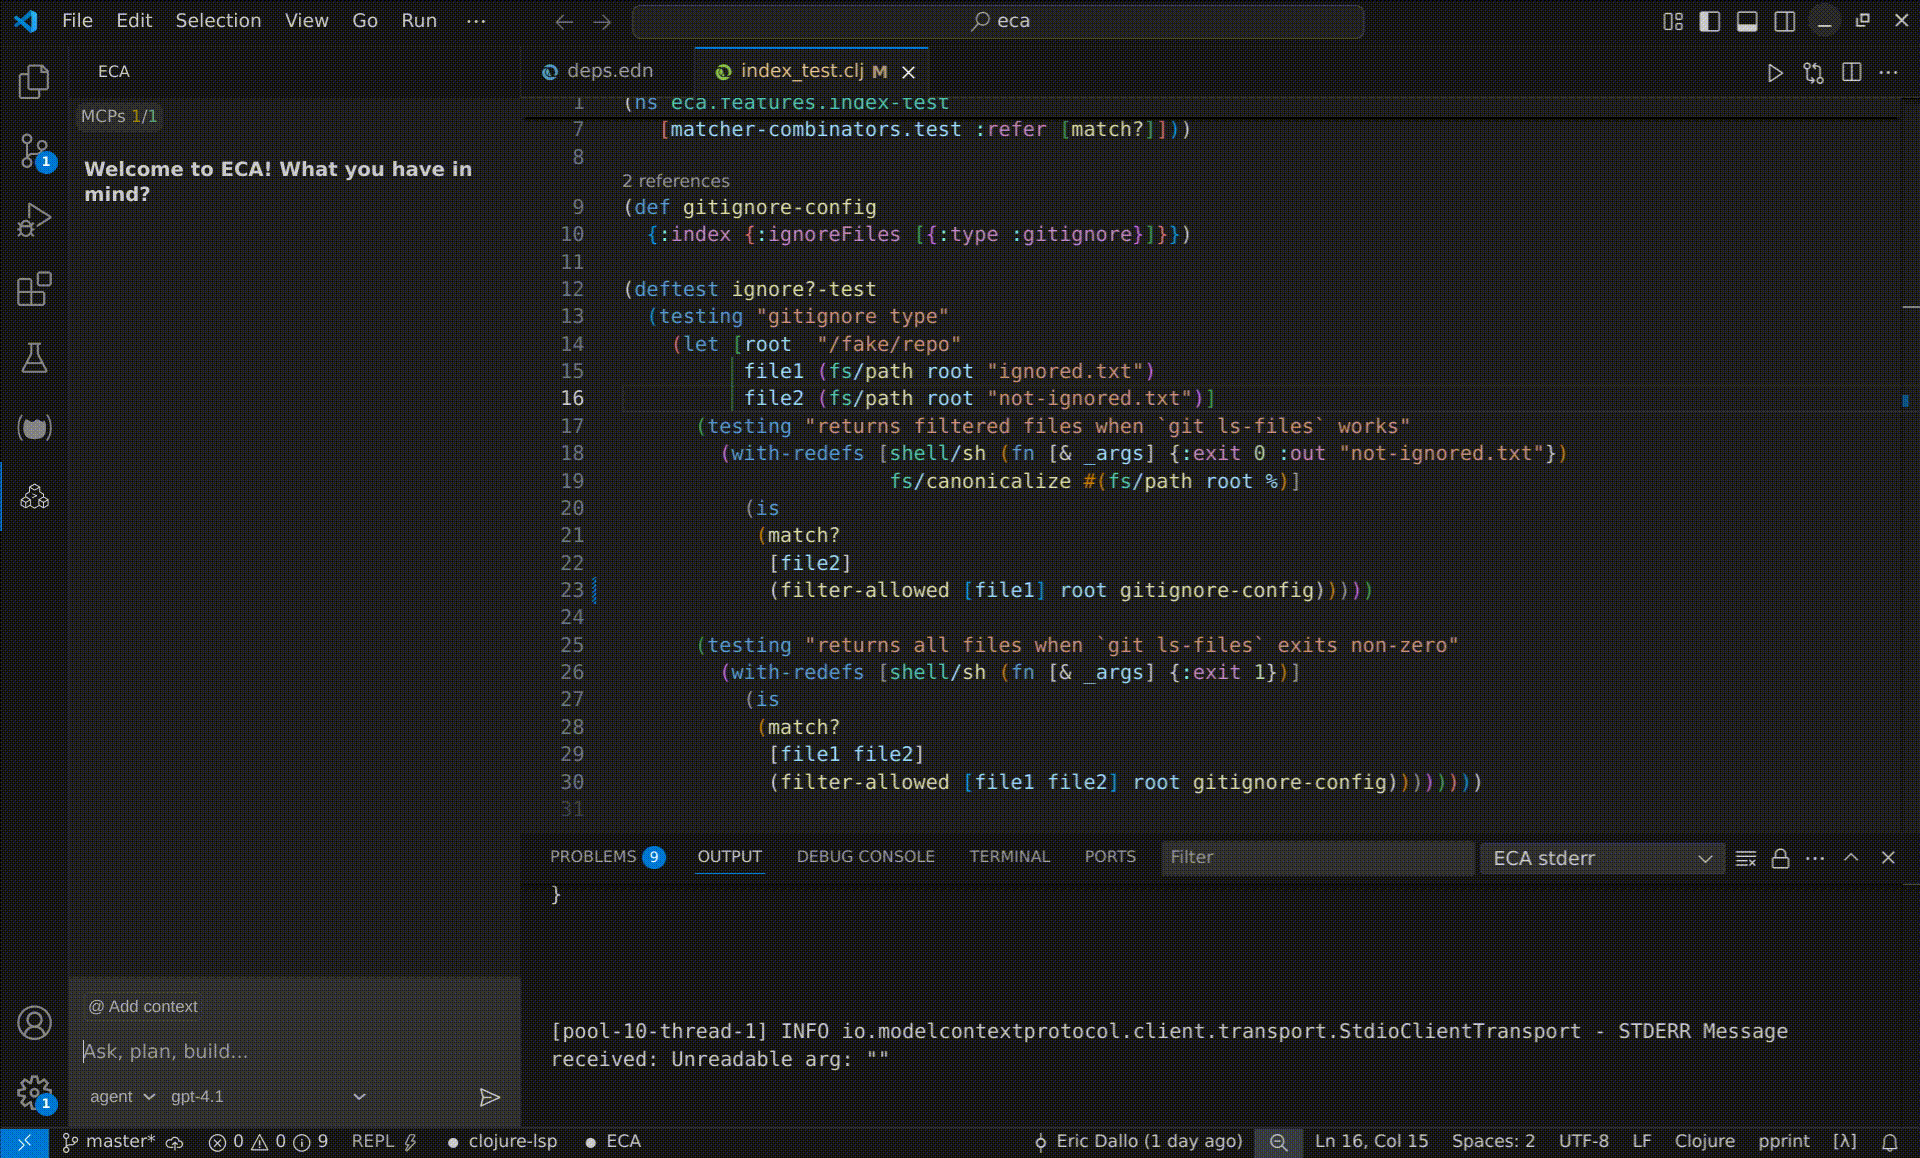 File Edit Selection View Go Run ···
eca
ECA
MCPs 1/1
Welcome to ECA! What you have in
mind?
1
@ Add context
Ask, plan, build...
agent gpt-4.1
1
deps.edn index_test.clj M
1 (ns eca.features.index-test
7 [matcher-combinators.test :refer [match?]]))
8
2 references
9 (def gitignore-config
10 {:index {:ignoreFiles [{:type :gitignore}]}})
11
12 (deftest ignore?-test
13 (testing "gitignore type"
14 (let [root "/fake/repo"
15 file1 (fs/path root "ignored.txt")
16 file2 (fs/path root "not-ignored.txt")]
17 (testing "returns filtered files when `git ls-files` works"
18 (with-redefs [shell/sh (fn [& _args] {:exit 0 :out "not-ignored.txt"})
19 fs/canonicalize #(fs/path root %)]
20 (is
21 (match?
22 [file2]
23 (filter-allowed [file1] root gitignore-config)))))
24
25 (testing "returns all files when `git ls-files` exits non-zero"
26 (with-redefs [shell/sh (fn [& _args] {:exit 1})]
27 (is
28 (match?
29 [file1 file2]
30 (filter-allowed [file1 file2] root gitignore-config))))))))
31
PROBLEMS 9 OUTPUT DEBUG CONSOLE TERMINAL PORTS Filter ECA stderr
}
[pool-10-thread-1] INFO io.modelcontextprotocol.client.transport.StdioClientTransport - STDERR Message
received: Unreadable arg: ""
master* 0 0 9 REPL clojure-lsp ECA Eric Dallo (1 day ago) Ln 16, Col 15 Spaces: 2 UTF-8 LF Clojure pprint [λ]